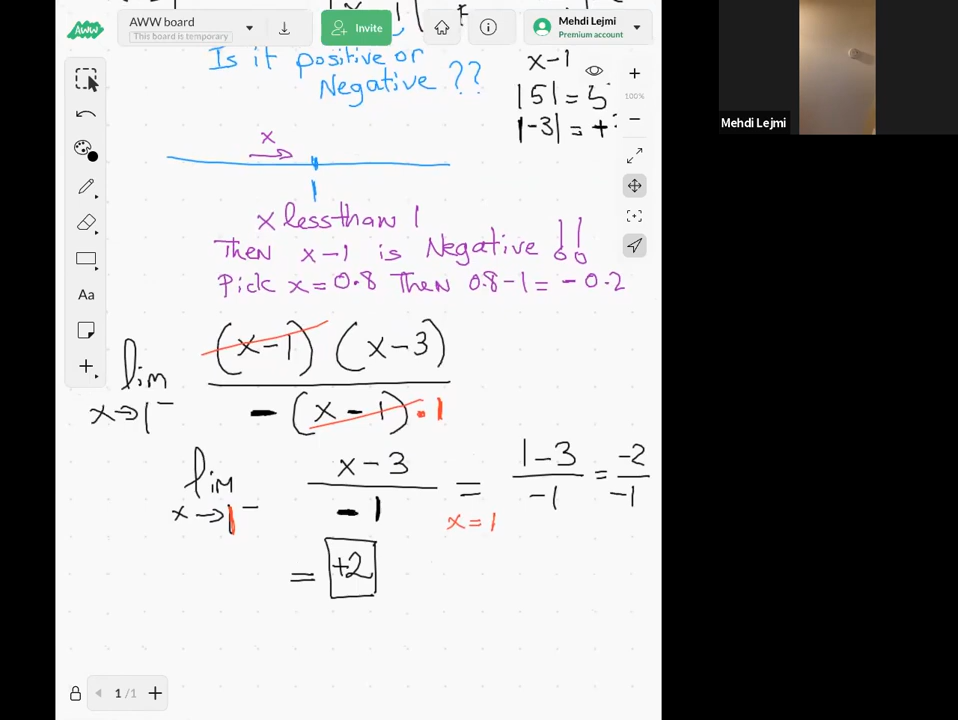 AWW board
This board is temporary
Invite
Mehdi Lejmi
Premium account
Is it positive or
Negative ??
x-1
|5| = 5
|-3| = +
100%
x
1
x less than 1
Then x-1 is Negative !!
Pick x=0.8 Then 0.8-1 = -0.2
lim x→1⁻ (x-1)(x-3) / -(x-1)·1
lim x→1⁻ x-3 / -1 = 1-3 / -1 = -2 / -1
x=1
= +2
Aa
1 /1
Mehdi Lejmi